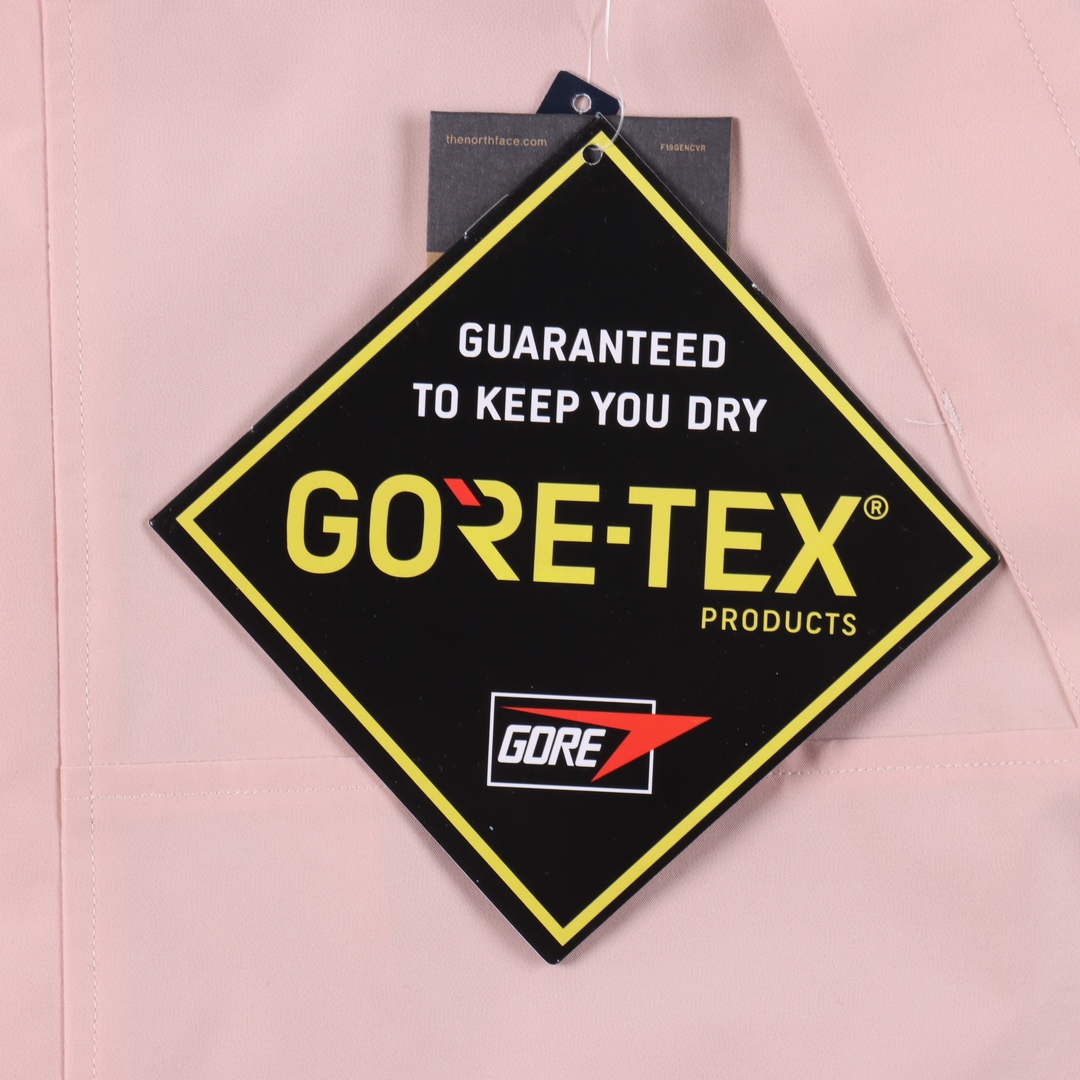 thenorthface.com
F19GENCVR
GUARANTEED
TO KEEP YOU DRY
GORE-TEX®
PRODUCTS
GORE